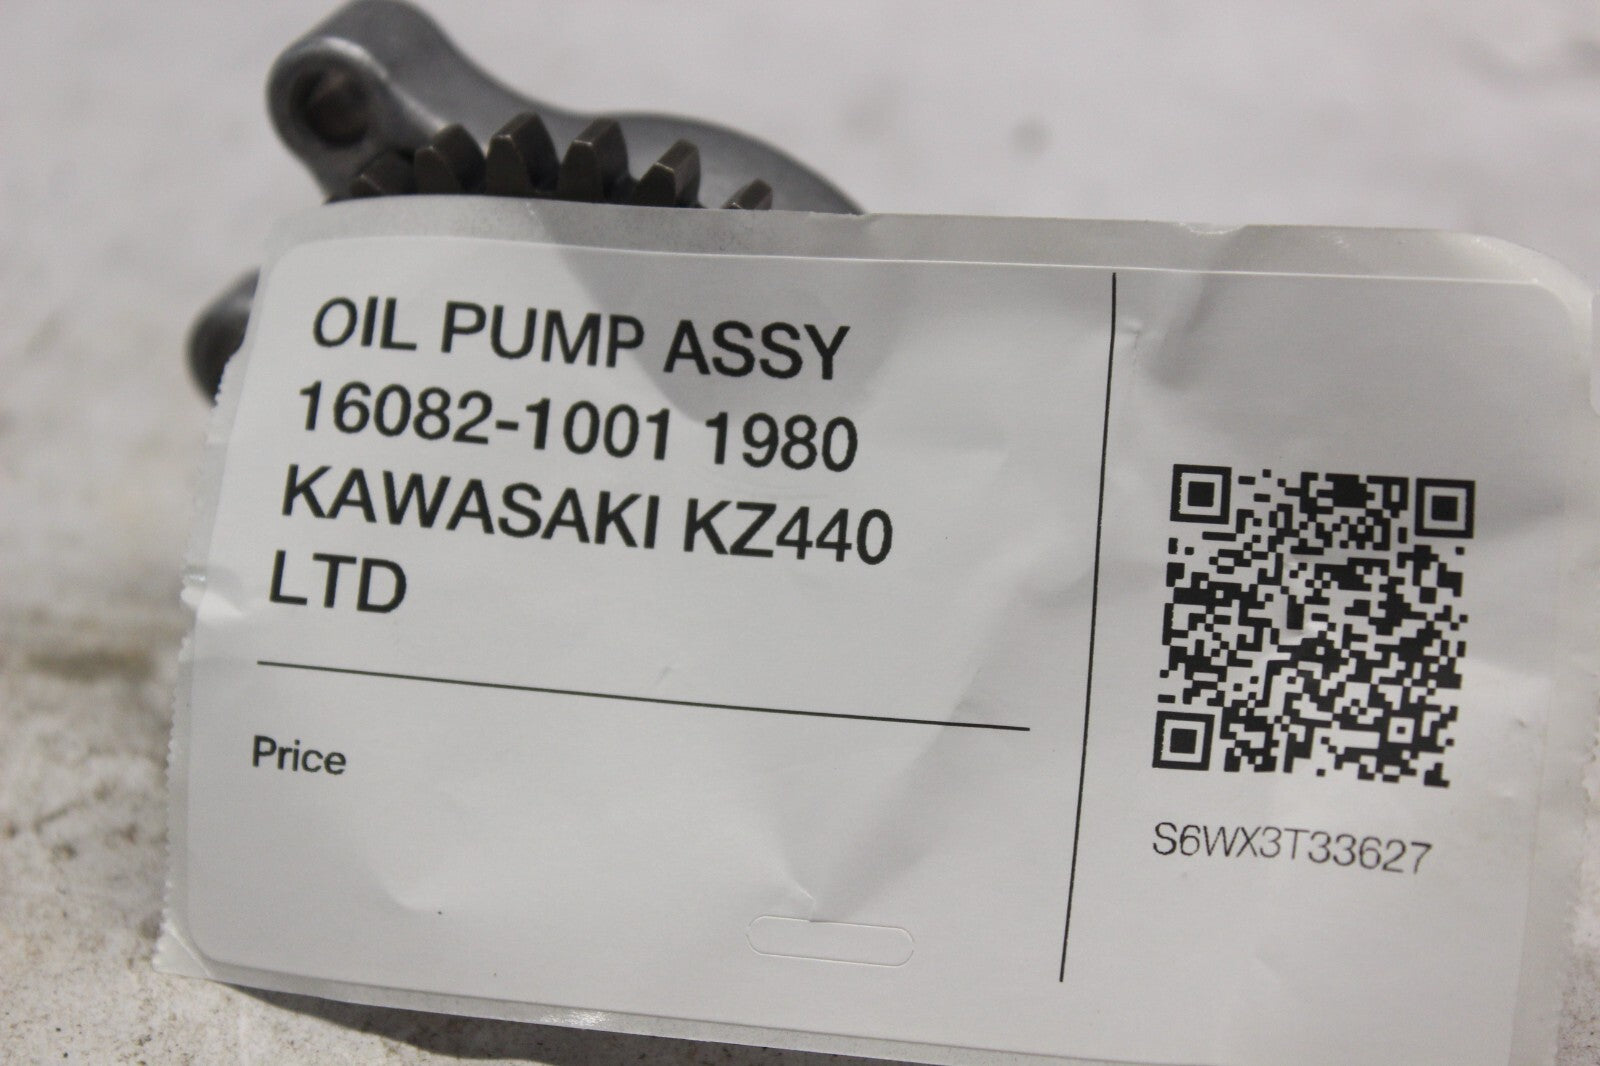 OIL PUMP ASSY
16082-1001 1980
KAWASAKI KZ440
LTD
Price
S6WX3T33627